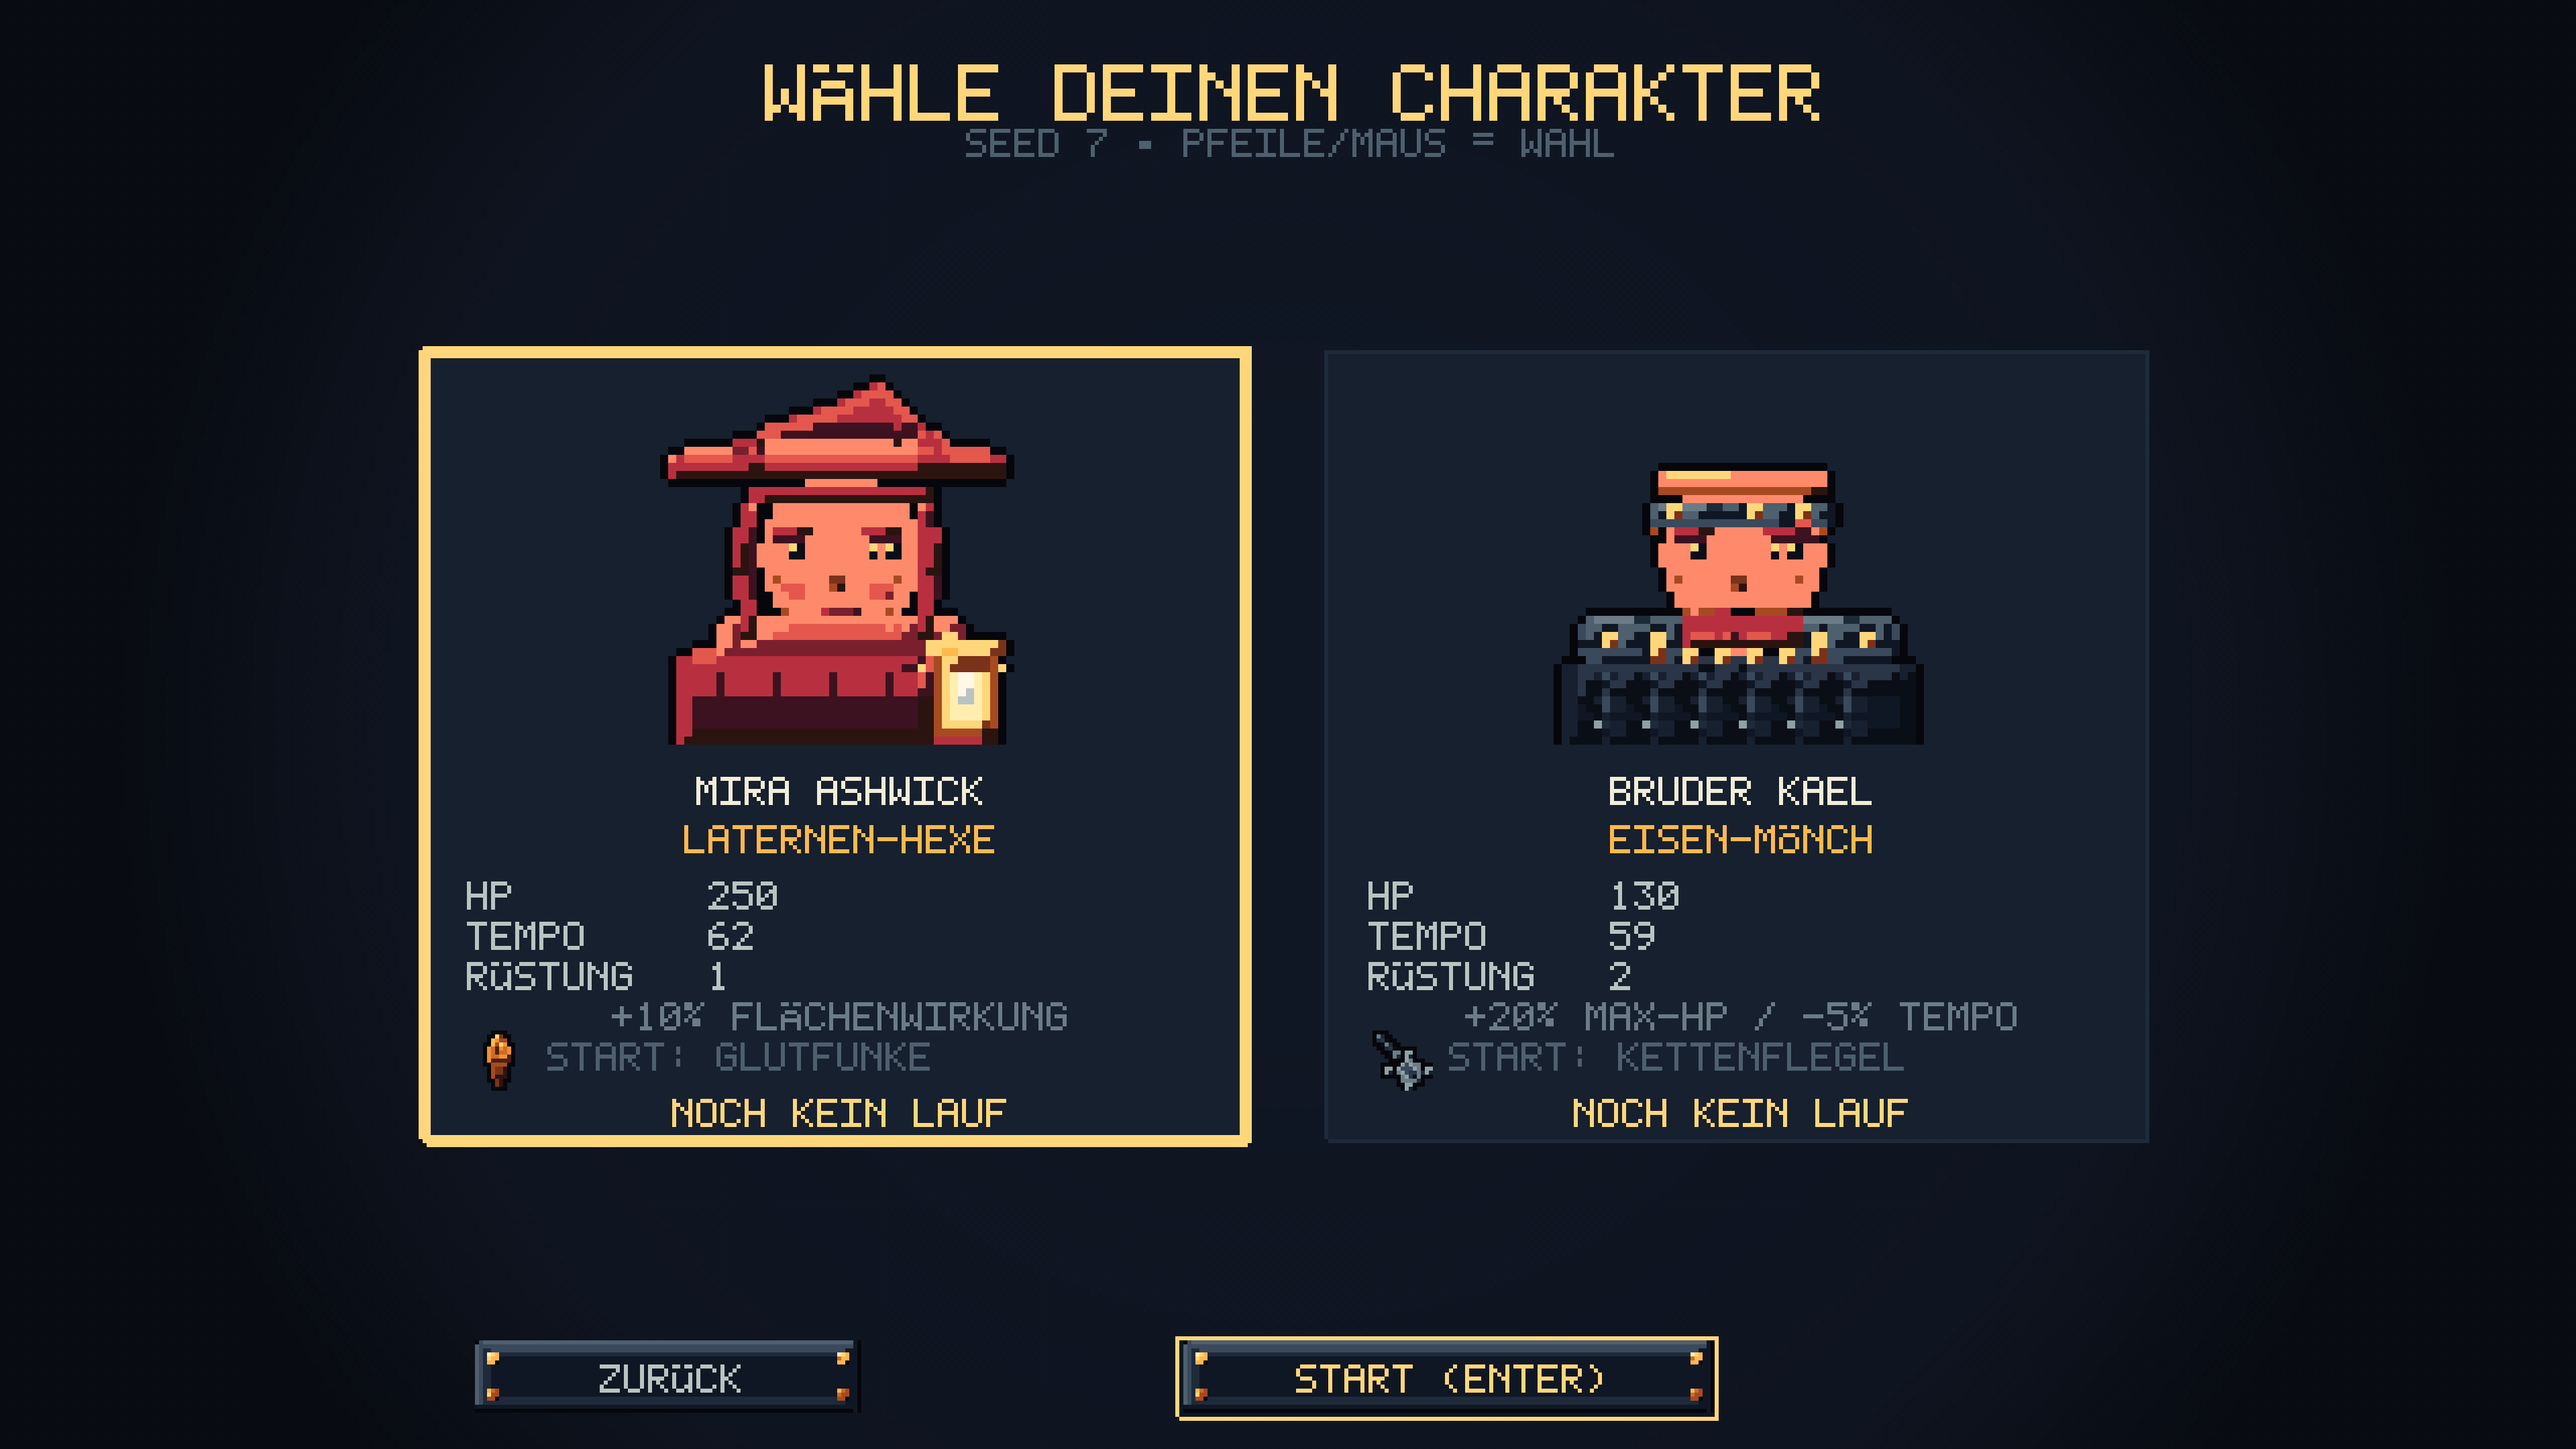 WäHLE DEINEN CHARAKTER
SEED 7 - PFEILE/MAUS = WAHL
MIRA ASHWICK
LATERNEN-HEXE
HP 250
TEMPO 62
RüSTUNG 1
+10% FLäCHENWIRKUNG
START: GLUTFUNKE
NOCH KEIN LAUF
BRUDER KAEL
EISEN-MöNCH
HP 130
TEMPO 59
RüSTUNG 2
+20% MAX-HP / -5% TEMPO
START: KETTENFLEGEL
NOCH KEIN LAUF
ZURüCK
START (ENTER)